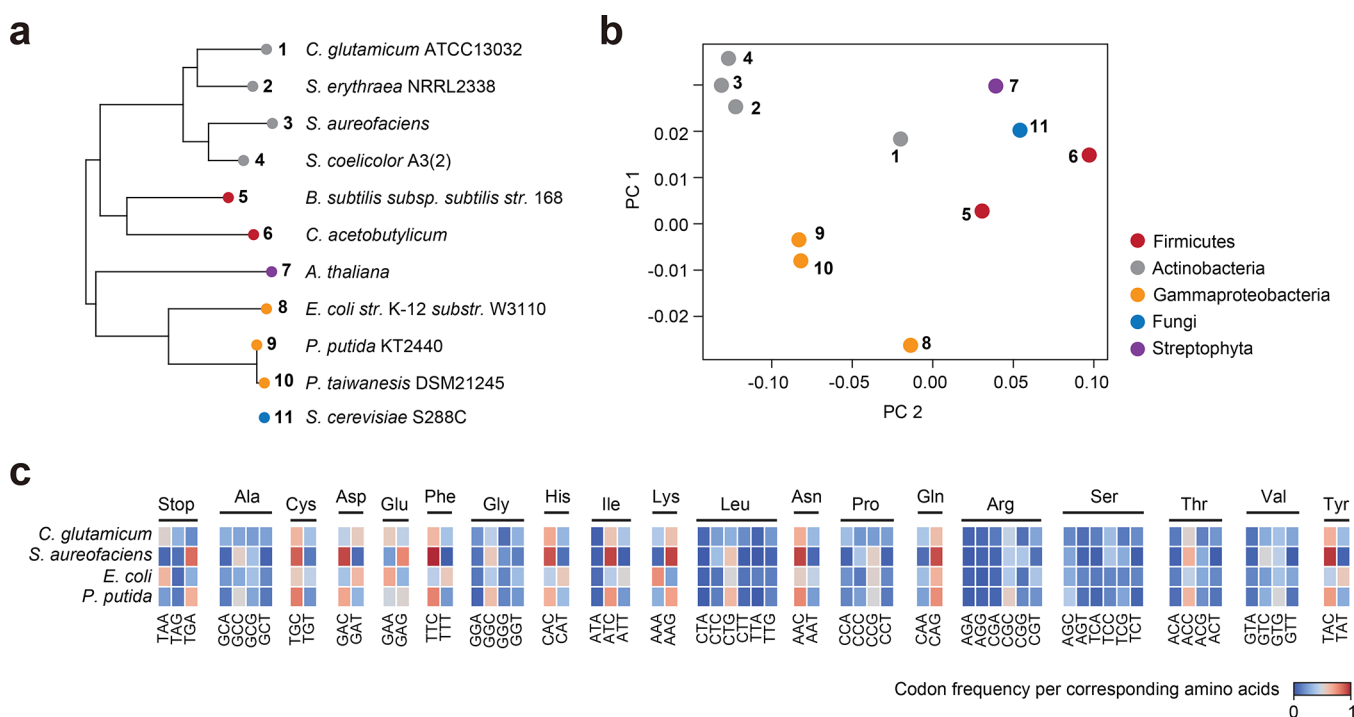 a
1 C. glutamicum ATCC13032
2 S. erythraea NRRL2338
3 S. aureofaciens
4 S. coelicolor A3(2)
5 B. subtilis subsp. subtilis str. 168
6 C. acetobutylicum
7 A. thaliana
8 E. coli str. K-12 substr. W3110
9 P. putida KT2440
10 P. taiwanesis DSM21245
11 S. cerevisiae S288C
b
PC 1
0.02
0.01
0.00
-0.01
-0.02
4
3
2
1
7
11
6
5
9
10
8
-0.10 -0.05 0.00 0.05 0.10
PC 2
Firmicutes
Actinobacteria
Gammaproteobacteria
Fungi
Streptophyta
c
Stop Ala Cys Asp Glu Phe Gly His Ile Lys Leu Asn Pro Gln Arg Ser Thr Val Tyr
C. glutamicum
S. aureofaciens
E. coli
P. putida
TAA TAG TGA GCA GCC GCG GCT TGC TGT GAC GAT GAA GAG TTC TTT GGA GGC GGG GGT CAC CAT ATA ATC ATT AAA AAG CTA CTC CTG CTT TTA TTG AAC AAT CCA CCC CCG CCT CAA CAG AGA AGG CGA CGC CGG CGT AGC AGT TCA TCC TCG TCT ACA ACC ACG ACT GTA GTC GTG GTT TAC TAT
Codon frequency per corresponding amino acids
0 1